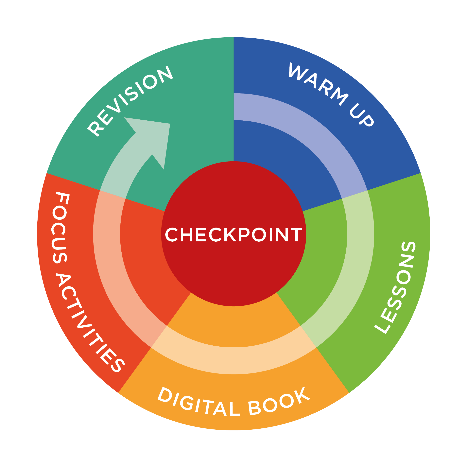 WARM UP
LESSONS
DIGITAL BOOK
FOCUS ACTIVITIES
REVISION
CHECKPOINT